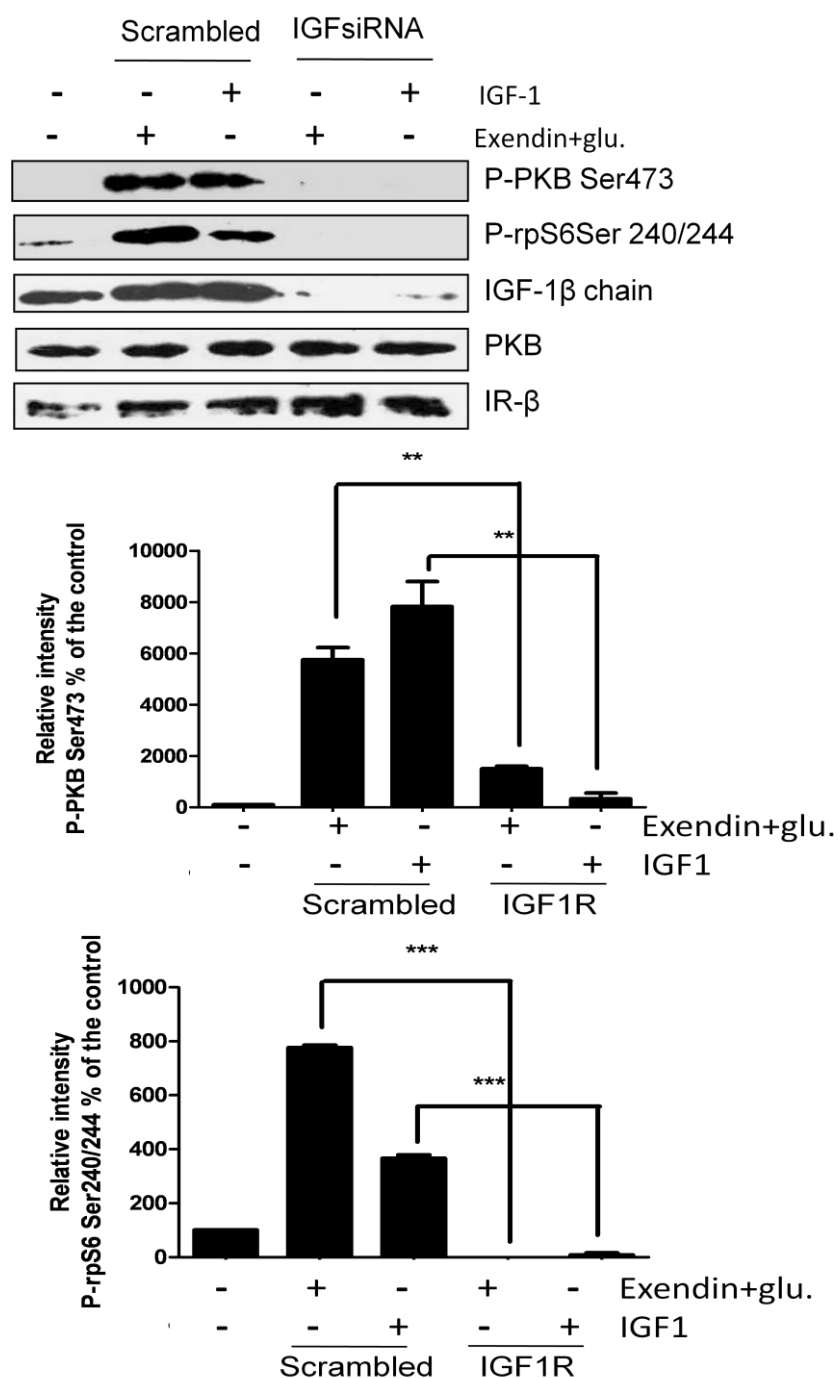 Scrambled IGFsiRNA
- - + - + IGF-1
- + - + - Exendin+glu.
P-PKB Ser473
P-rpS6Ser 240/244
IGF-1β chain
PKB
IR-β
**
**
Relative intensity
P-PKB Ser473 % of the control
10000
8000
6000
4000
2000
0
- + - + - Exendin+glu.
- - + - + IGF1
Scrambled IGF1R
***
***
Relative intensity
P-rpS6 Ser240/244 % of the control
1000
800
600
400
200
0
- + - + - Exendin+glu.
- - + - + IGF1
Scrambled IGF1R